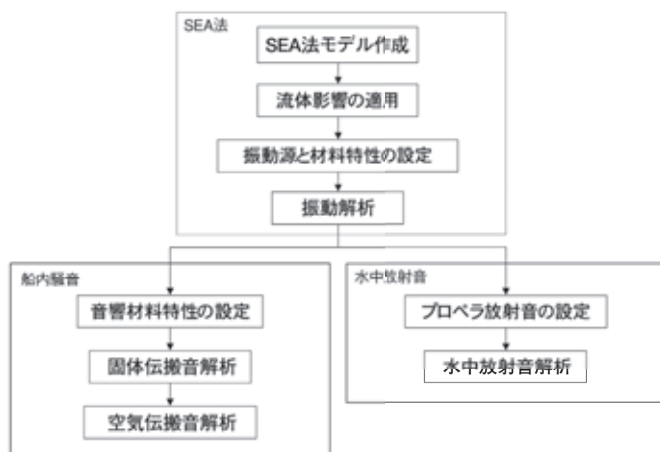 SEA法
SEA法モデル作成
流体影響の適用
振動源と材料特性の設定
振動解析
船内騒音
音響材料特性の設定
固体伝搬音解析
空気伝搬音解析
水中放射音
プロペラ放射音の設定
水中放射音解析